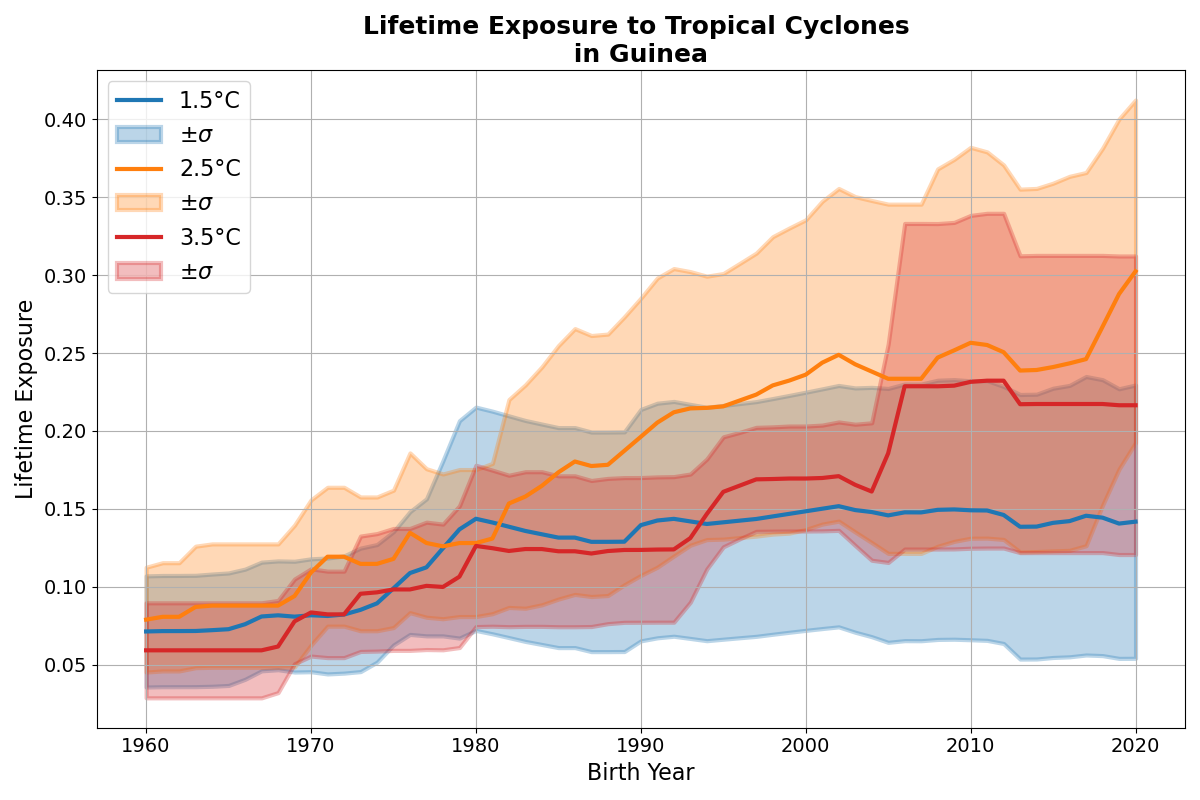 Lifetime Exposure to Tropical Cyclones
in Guinea
1.5°C
±σ
2.5°C
±σ
3.5°C
±σ
Lifetime Exposure
0.40
0.35
0.30
0.25
0.20
0.15
0.10
0.05
1960
1970
1980
1990
2000
2010
2020
Birth Year